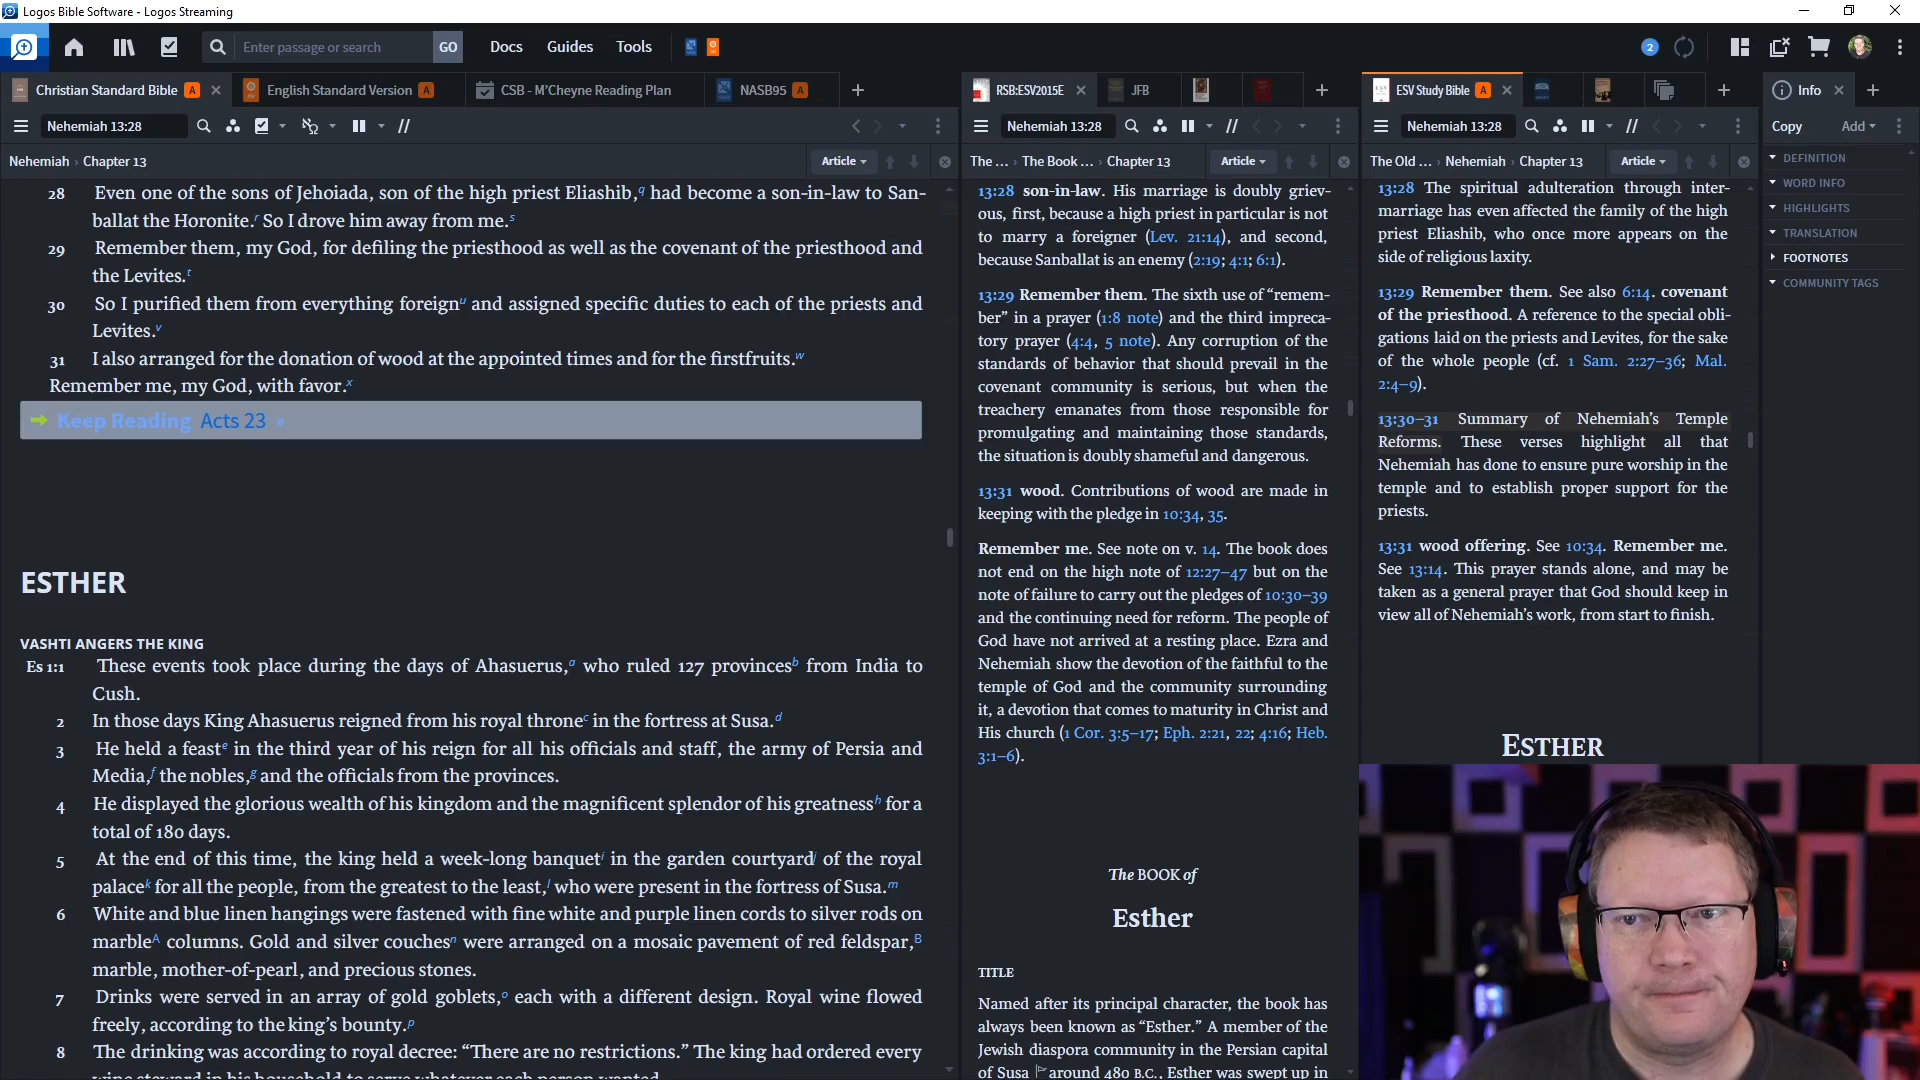 Logos Bible Software - Logos Streaming
Enter passage or search
GO
Docs
Guides
Tools
2
Christian Standard Bible A
English Standard Version A
CSB - M'Cheyne Reading Plan
NASB95 A
RSB:ESV2015E
JFB
ESV Study Bible A
Info
Nehemiah 13:28
Nehemiah 13:28
Nehemiah 13:28
Copy
Add
Nehemiah › Chapter 13
Article
The ... › The Book ... › Chapter 13
Article
The Old ... › Nehemiah › Chapter 13
Article
28 Even one of the sons of Jehoiada, son of the high priest Eliashib,q had become a son-in-law to San-
ballat the Horonite.r So I drove him away from me.s
29 Remember them, my God, for defiling the priesthood as well as the covenant of the priesthood and
the Levites.t
30 So I purified them from everything foreignu and assigned specific duties to each of the priests and
Levites.v
31 I also arranged for the donation of wood at the appointed times and for the firstfruits.w
Remember me, my God, with favor.x
Keep Reading Acts 23 »
ESTHER
VASHTI ANGERS THE KING
Es 1:1 These events took place during the days of Ahasuerus,a who ruled 127 provincesb from India to
Cush.
2 In those days King Ahasuerus reigned from his royal thronec in the fortress at Susa.d
3 He held a feaste in the third year of his reign for all his officials and staff, the army of Persia and
Media,f the nobles,g and the officials from the provinces.
4 He displayed the glorious wealth of his kingdom and the magnificent splendor of his greatnessh for a
total of 180 days.
5 At the end of this time, the king held a week-long banqueti in the garden courtyardj of the royal
palacek for all the people, from the greatest to the least,l who were present in the fortress of Susa.m
6 White and blue linen hangings were fastened with fine white and purple linen cords to silver rods on
marbleA columns. Gold and silver couchesn were arranged on a mosaic pavement of red feldspar,B
marble, mother-of-pearl, and precious stones.
7 Drinks were served in an array of gold goblets,o each with a different design. Royal wine flowed
freely, according to the king's bounty.p
8 The drinking was according to royal decree: “There are no restrictions.” The king had ordered every
wine steward in his household to serve whatever each person wanted.
13:28 son-in-law. His marriage is doubly griev-
ous, first, because a high priest in particular is not
to marry a foreigner (Lev. 21:14), and second,
because Sanballat is an enemy (2:19; 4:1; 6:1).
13:29 Remember them. The sixth use of “remem-
ber” in a prayer (1:8 note) and the third impreca-
tory prayer (4:4, 5 note). Any corruption of the
standards of behavior that should prevail in the
covenant community is serious, but when the
treachery emanates from those responsible for
promulgating and maintaining those standards,
the situation is doubly shameful and dangerous.
13:31 wood. Contributions of wood are made in
keeping with the pledge in 10:34, 35.
Remember me. See note on v. 14. The book does
not end on the high note of 12:27–47 but on the
note of failure to carry out the pledges of 10:30–39
and the continuing need for reform. The people of
God have not arrived at a resting place. Ezra and
Nehemiah show the devotion of the faithful to the
temple of God and the community surrounding
it, a devotion that comes to maturity in Christ and
His church (1 Cor. 3:5–17; Eph. 2:21, 22; 4:16; Heb.
3:1–6).
The BOOK of
Esther
TITLE
Named after its principal character, the book has
always been known as “Esther.” A member of the
Jewish diaspora community in the Persian capital
of Susa around 480 B.C., Esther was swept up in
13:28 The spiritual adulteration through inter-
marriage has even affected the family of the high
priest Eliashib, who once more appears on the
side of religious laxity.
13:29 Remember them. See also 6:14. covenant
of the priesthood. A reference to the special obli-
gations laid on the priests and Levites, for the sake
of the whole people (cf. 1 Sam. 2:27–36; Mal.
2:4–9).
13:30–31 Summary of Nehemiah's Temple
Reforms. These verses highlight all that
Nehemiah has done to ensure pure worship in the
temple and to establish proper support for the
priests.
13:31 wood offering. See 10:34. Remember me.
See 13:14. This prayer stands alone, and may be
taken as a general prayer that God should keep in
view all of Nehemiah's work, from start to finish.
ESTHER
DEFINITION
WORD INFO
HIGHLIGHTS
TRANSLATION
FOOTNOTES
COMMUNITY TAGS